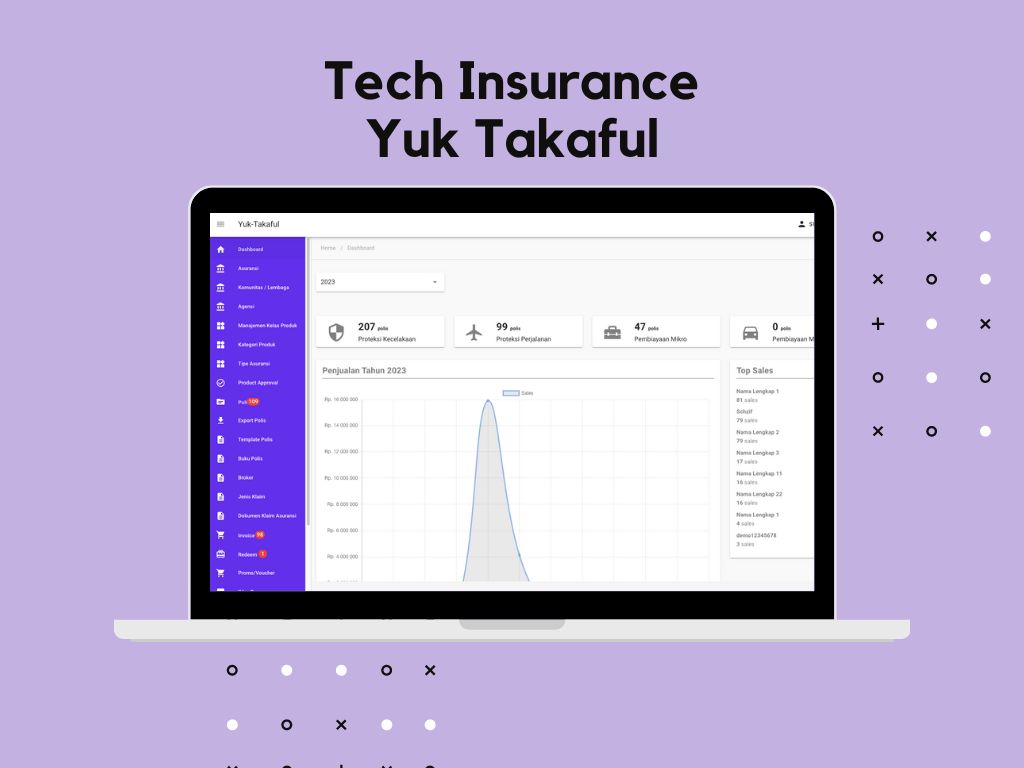 Tech Insurance
Yuk Takaful
Yuk-Takaful
Dashboard
Asuransi
Komunitas / Lembaga
Agensi
Manajemen Kelas Produk
Kategori Produk
Tipe Asuransi
Product Approval
Poli 109
Export Polis
Template Polis
Buku Polis
Broker
Jenis Klaim
Dokumen Klaim Asuransi
Invoice 98
Redeem 1
Promo/Voucher
Home / Dashboard
2023
207 polis
Proteksi Kecelakaan
99 polis
Proteksi Perjalanan
47 polis
Pembiayaan Mikro
0 polis
Pembiayaan M
Penjualan Tahun 2023
Sales
Rp. 16 000 000
Rp. 14 000 000
Rp. 12 000 000
Rp. 10 000 000
Rp. 8 000 000
Rp. 6 000 000
Rp. 4 000 000
Top Sales
Nama Lengkap 1
81 sales
79 sales
Nama Lengkap 2
79 sales
Nama Lengkap 3
17 sales
Nama Lengkap 11
16 sales
Nama Lengkap 22
16 sales
Nama Lengkap 1
4 sales
demo12345678
3 sales